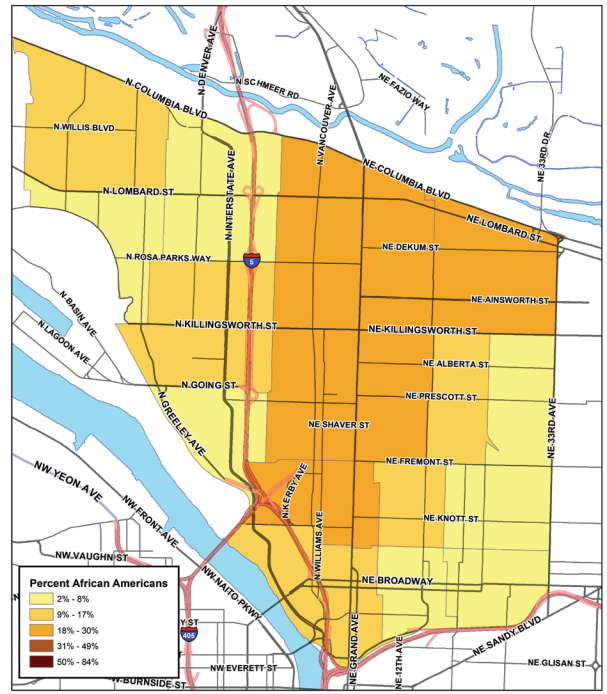 N DENVER AVE
N SCHMEER RD
NE FAZIO WAY
N COLUMBIA BLVD
N VANCOUVER AVE
N WILLIS BLVD
NE 33RD DR
N INTERSTATE AVE
NE COLUMBIA BLVD
N LOMBARD ST
NE LOMBARD ST
NE DEKUM ST
N ROSA PARKS WAY
5
N BASIN AVE
NE AINSWORTH ST
N LAGOON AVE
N KILLINGSWORTH ST
NE KILLINGSWORTH ST
NE ALBERTA ST
N GOING ST
NE PRESCOTT ST
N GREELEY AVE
NE SHAVER ST
NE 33RD AVE
NE FREMONT ST
NW YEON AVE
N KERBY AVE
NW FRONT AVE
N WILLIAMS AVE
NE KNOTT ST
NW VAUGHN ST
NW NAITO PKWY
NE BROADWAY
Percent African Americans
2% - 8%
9% - 17%
18% - 30%
31% - 49%
50% - 84%
Y ST
405
NE GRAND AVE
NE 12TH AVE
NE SANDY BLVD
NW EVERETT ST
NE GLISAN ST
W BURNSIDE ST